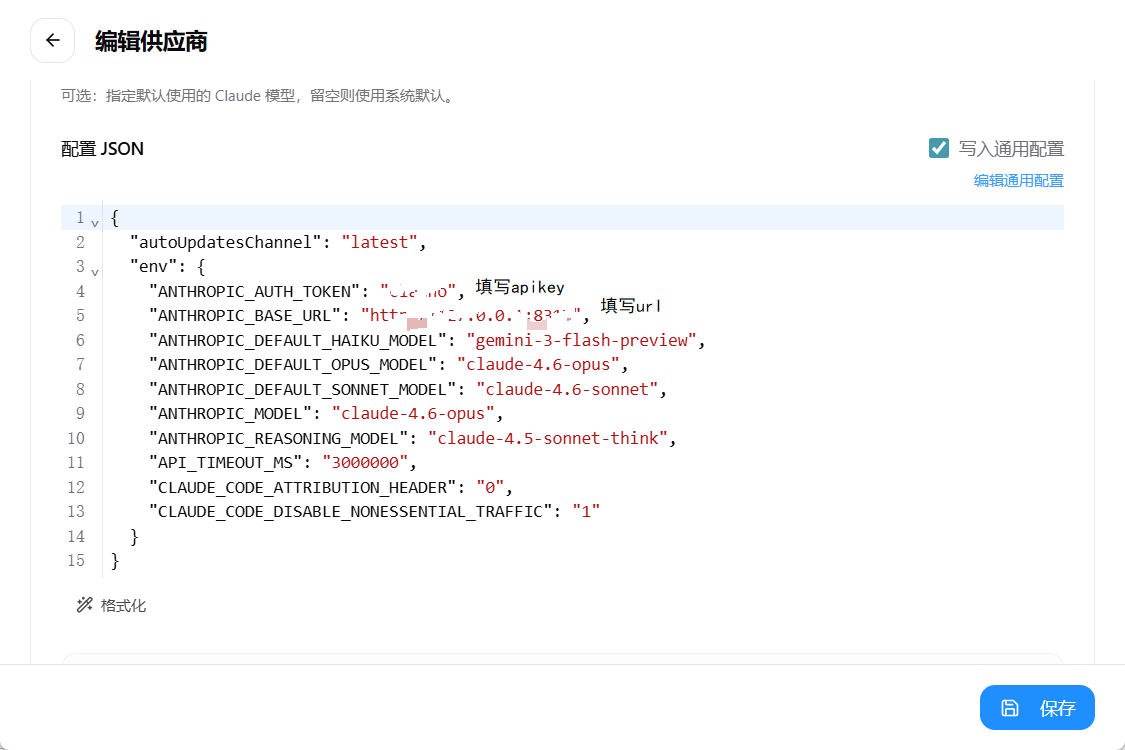 编辑供应商
可选：指定默认使用的 Claude 模型，留空则使用系统默认。
配置 JSON
写入通用配置
编辑通用配置
1 {
2 "autoUpdatesChannel": "latest",
3 "env": {
4 "ANTHROPIC_AUTH_TOKEN": " ", 填写apikey
5 "ANTHROPIC_BASE_URL": " ", 填写url
6 "ANTHROPIC_DEFAULT_HAIKU_MODEL": "gemini-3-flash-preview",
7 "ANTHROPIC_DEFAULT_OPUS_MODEL": "claude-4.6-opus",
8 "ANTHROPIC_DEFAULT_SONNET_MODEL": "claude-4.6-sonnet",
9 "ANTHROPIC_MODEL": "claude-4.6-opus",
10 "ANTHROPIC_REASONING_MODEL": "claude-4.5-sonnet-think",
11 "API_TIMEOUT_MS": "3000000",
12 "CLAUDE_CODE_ATTRIBUTION_HEADER": "0",
13 "CLAUDE_CODE_DISABLE_NONESSENTIAL_TRAFFIC": "1"
14 }
15 }
格式化
保存